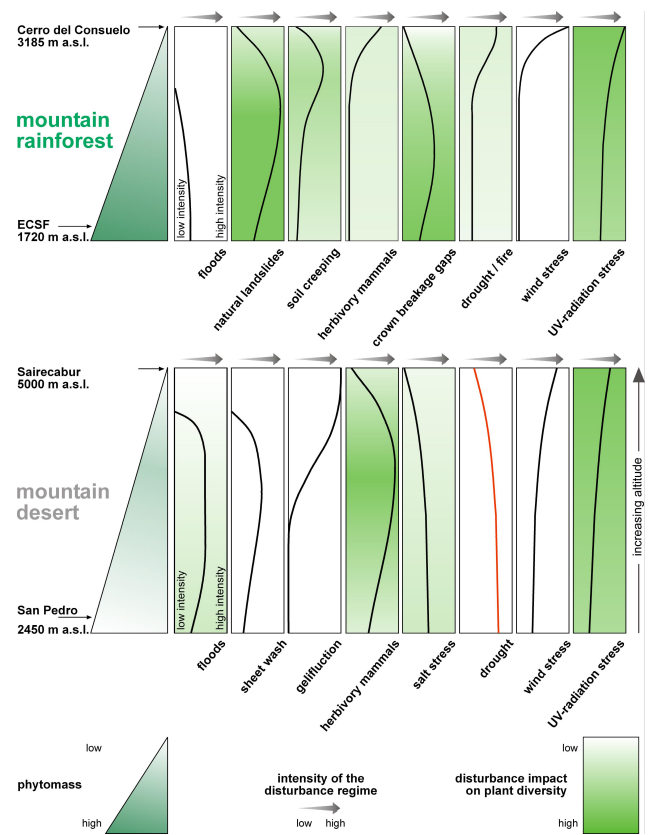 Cerro del Consuelo
3185 m a.s.l.
mountain
rainforest
ECSF
1720 m a.s.l.
low intensity
high intensity
floods
natural landslides
soil creeping
herbivory mammals
crown breakage gaps
drought / fire
wind stress
UV-radiation stress
Sairecabur
5000 m a.s.l.
mountain
desert
San Pedro
2450 m a.s.l.
low intensity
high intensity
increasing altitude
floods
sheet wash
gelifluction
herbivory mammals
salt stress
drought
wind stress
UV-radiation stress
low
phytomass
high
intensity of the
disturbance regime
low high
low
disturbance impact
on plant diversity
high